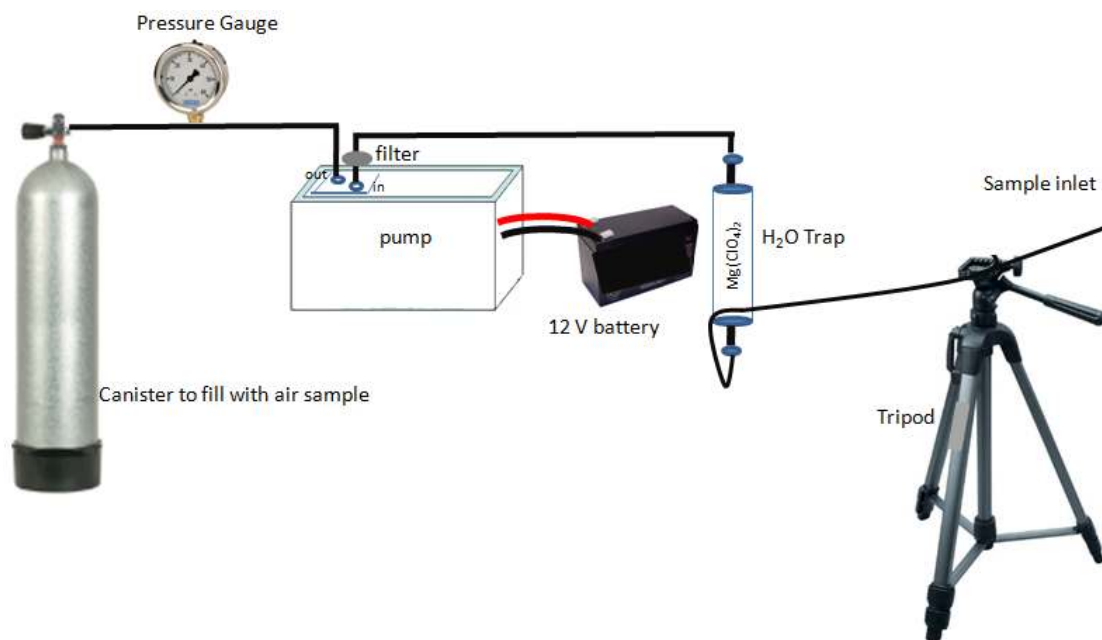 Pressure Gauge
filter
out
in
Sample inlet
pump
Mg(ClO₄)₂
H₂O Trap
12 V battery
Canister to fill with air sample
Tripod